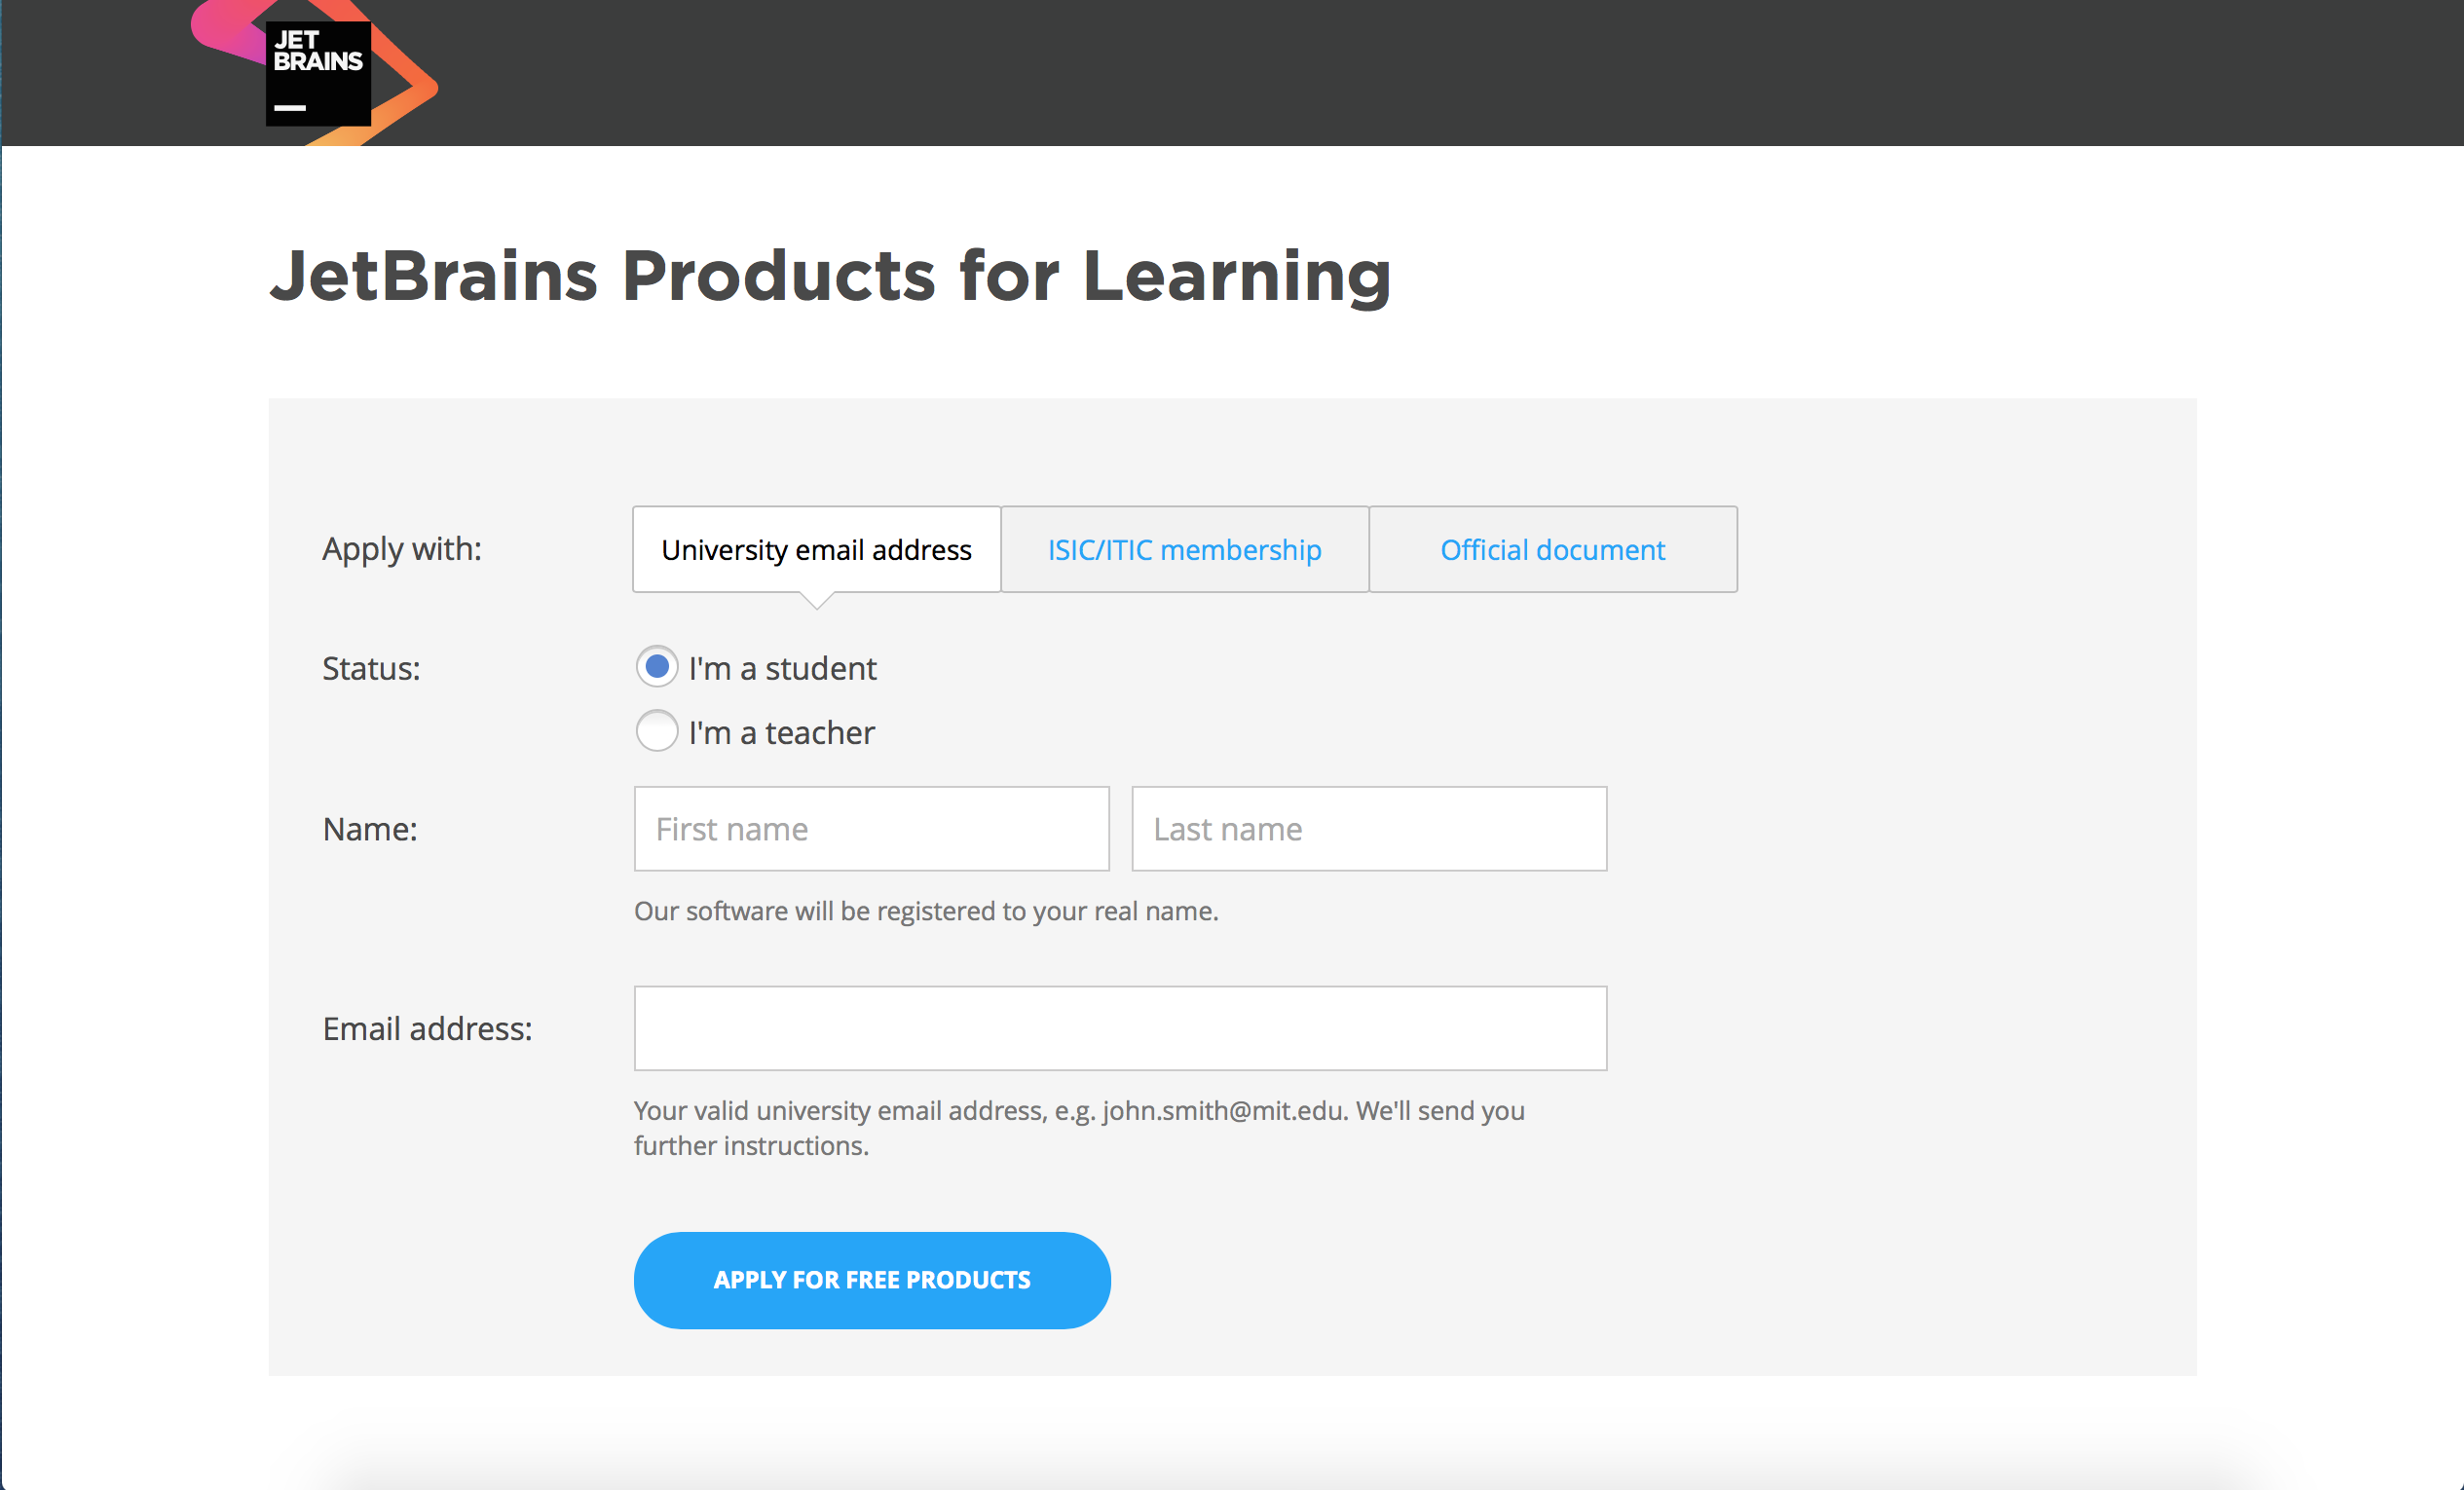 JET
BRAINS
JetBrains Products for Learning
Apply with:
University email address
ISIC/ITIC membership
Official document
Status:
I'm a student
I'm a teacher
Name:
First name
Last name
Our software will be registered to your real name.
Email address:
Your valid university email address, e.g. john.smith@mit.edu. We'll send you
further instructions.
APPLY FOR FREE PRODUCTS